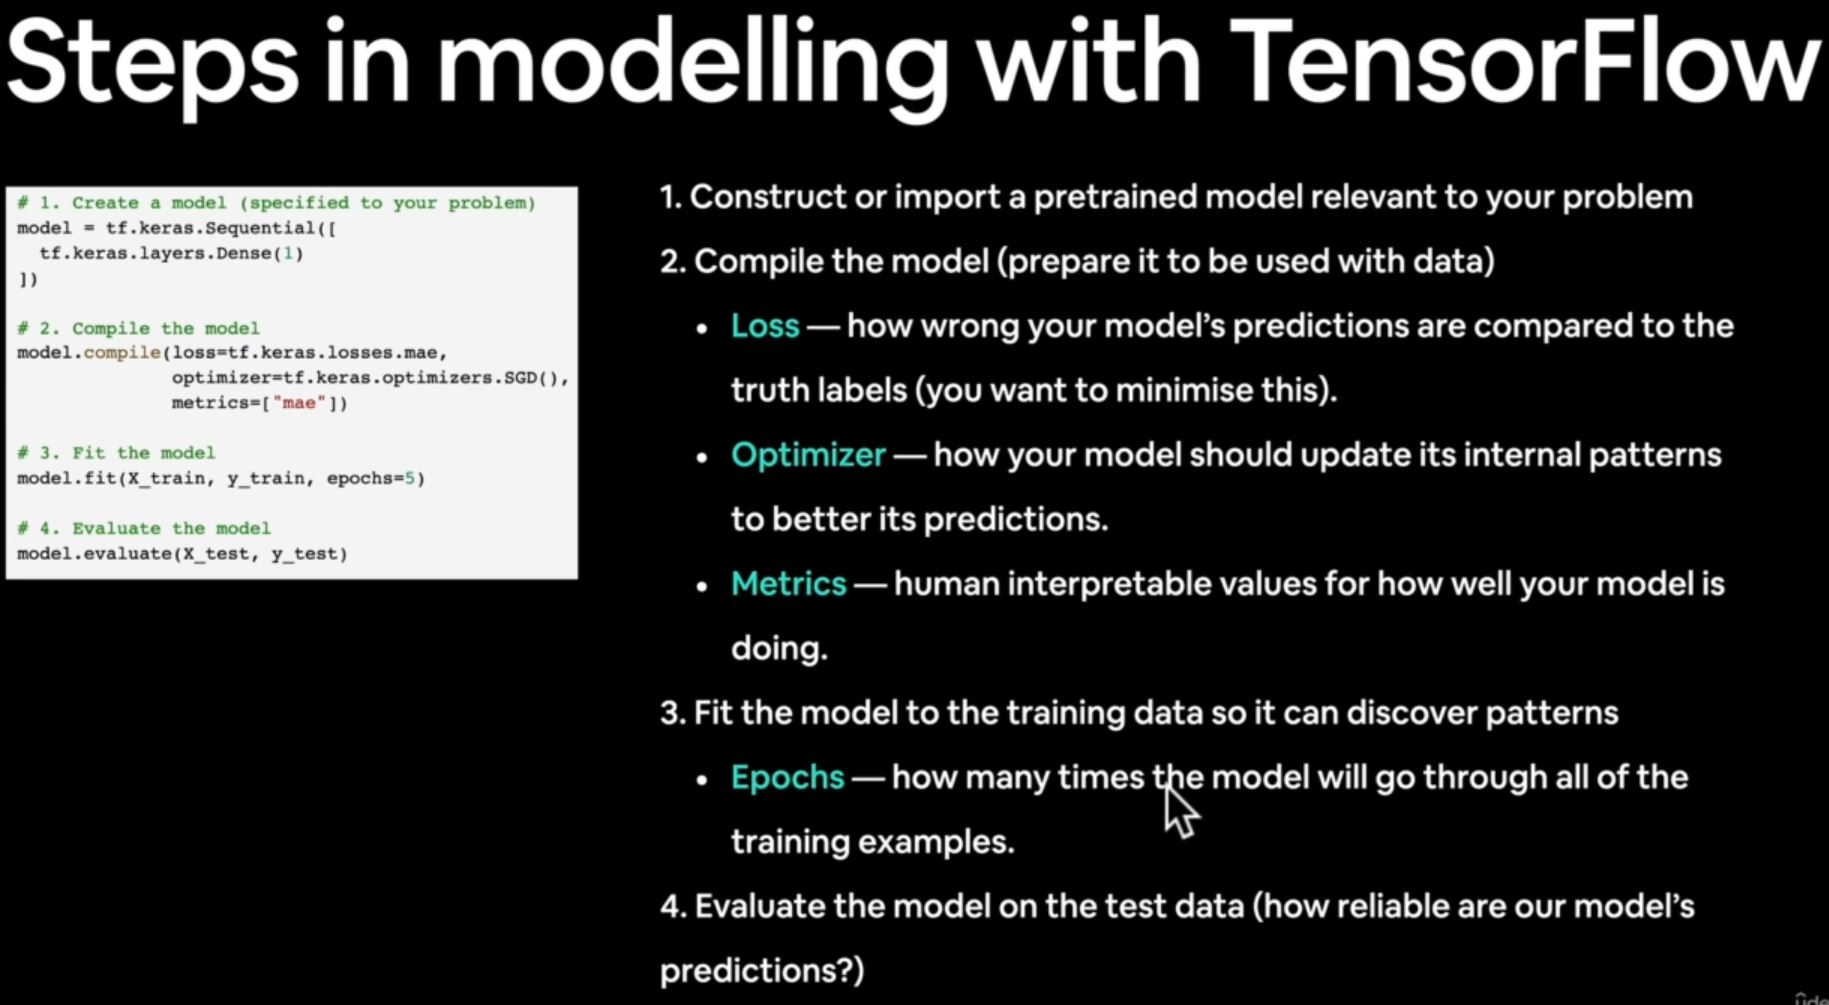 Steps in modelling with TensorFlow
# 1. Create a model (specified to your problem)
model = tf.keras.Sequential([
  tf.keras.layers.Dense(1)
])
# 2. Compile the model
model.compile(loss=tf.keras.losses.mae,
              optimizer=tf.keras.optimizers.SGD(),
              metrics=["mae"])
# 3. Fit the model
model.fit(X_train, y_train, epochs=5)
# 4. Evaluate the model
model.evaluate(X_test, y_test)
1. Construct or import a pretrained model relevant to your problem
2. Compile the model (prepare it to be used with data)
• Loss — how wrong your model’s predictions are compared to the
truth labels (you want to minimise this).
• Optimizer — how your model should update its internal patterns
to better its predictions.
• Metrics — human interpretable values for how well your model is
doing.
3. Fit the model to the training data so it can discover patterns
• Epochs — how many times the model will go through all of the
training examples.
4. Evaluate the model on the test data (how reliable are our model’s
predictions?)